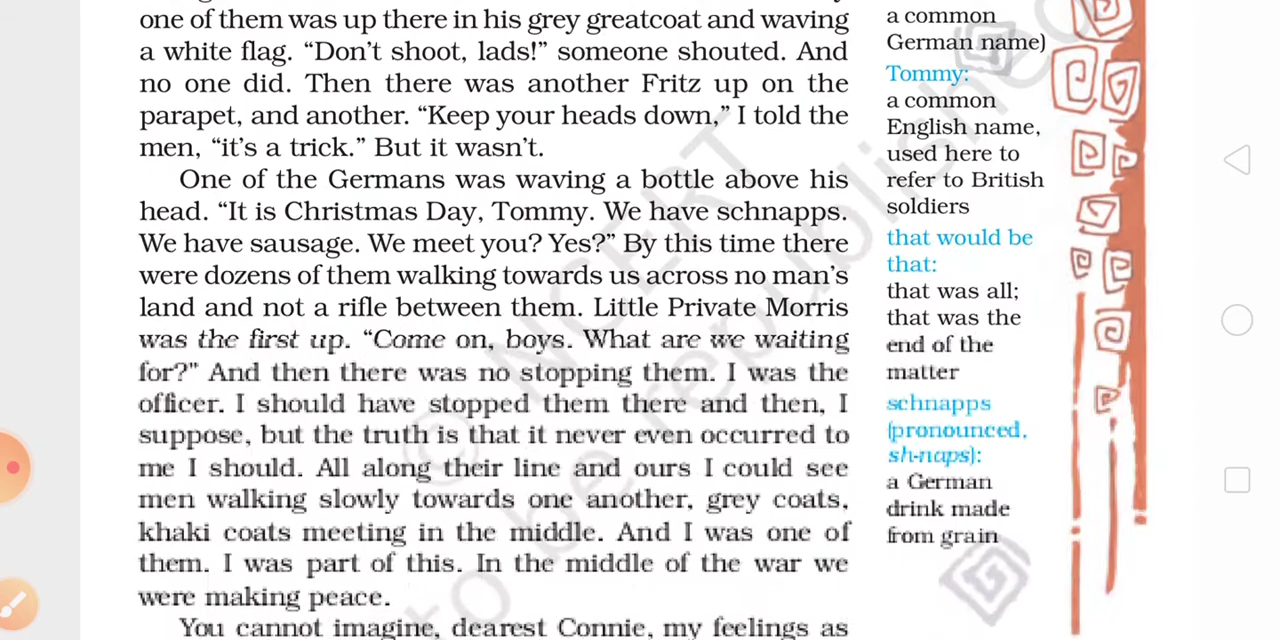 one of them was up there in his grey greatcoat and waving
a white flag. “Don't shoot, lads!” someone shouted. And
no one did. Then there was another Fritz up on the
parapet, and another. “Keep your heads down,” I told the
men, “it's a trick.” But it wasn't.
One of the Germans was waving a bottle above his
head. “It is Christmas Day, Tommy. We have schnapps.
We have sausage. We meet you? Yes?” By this time there
were dozens of them walking towards us across no man's
land and not a rifle between them. Little Private Morris
was the first up. “Come on, boys. What are we waiting
for?” And then there was no stopping them. I was the
officer. I should have stopped them there and then, I
suppose, but the truth is that it never even occurred to
me I should. All along their line and ours I could see
men walking slowly towards one another, grey coats,
khaki coats meeting in the middle. And I was one of
them. I was part of this. In the middle of the war we
were making peace.
You cannot imagine, dearest Connie, my feelings as
a common
German name)
Tommy:
a common
English name,
used here to
refer to British
soldiers
that would be
that:
that was all;
that was the
end of the
matter
schnapps
(pronounced,
sh-naps):
a German
drink made
from grain
© NCERT
to be republished